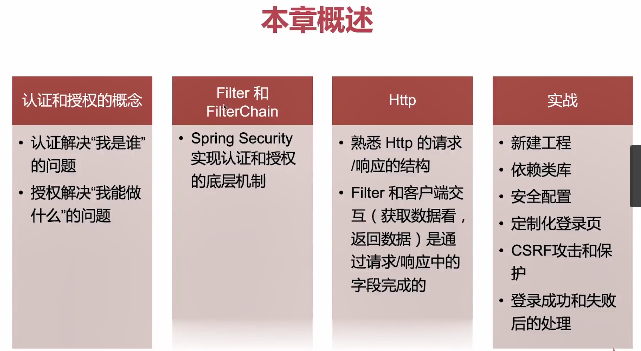 本章概述
认证和授权的概念
• 认证解决“我是谁”
的问题
• 授权解决“我能做
什么”的问题
Filter 和
FilterChain
• Spring Security
实现认证和授权
的底层机制
Http
• 熟悉 Http 的请求
/响应的结构
• Filter 和客户端交
互（获取数据看，
返回数据）是通
过请求/响应中的
字段完成的
实战
• 新建工程
• 依赖类库
• 安全配置
• 定制化登录页
• CSRF攻击和保
护
• 登录成功和失败
后的处理